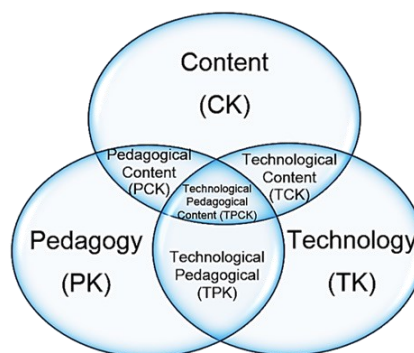 Content
(CK)
Pedagogical
Content
(PCK)
Technological
Content
(TCK)
Technological
Pedagogical
Content (TPCK)
Pedagogy
(PK)
Technological
Pedagogical
(TPK)
Technology
(TK)